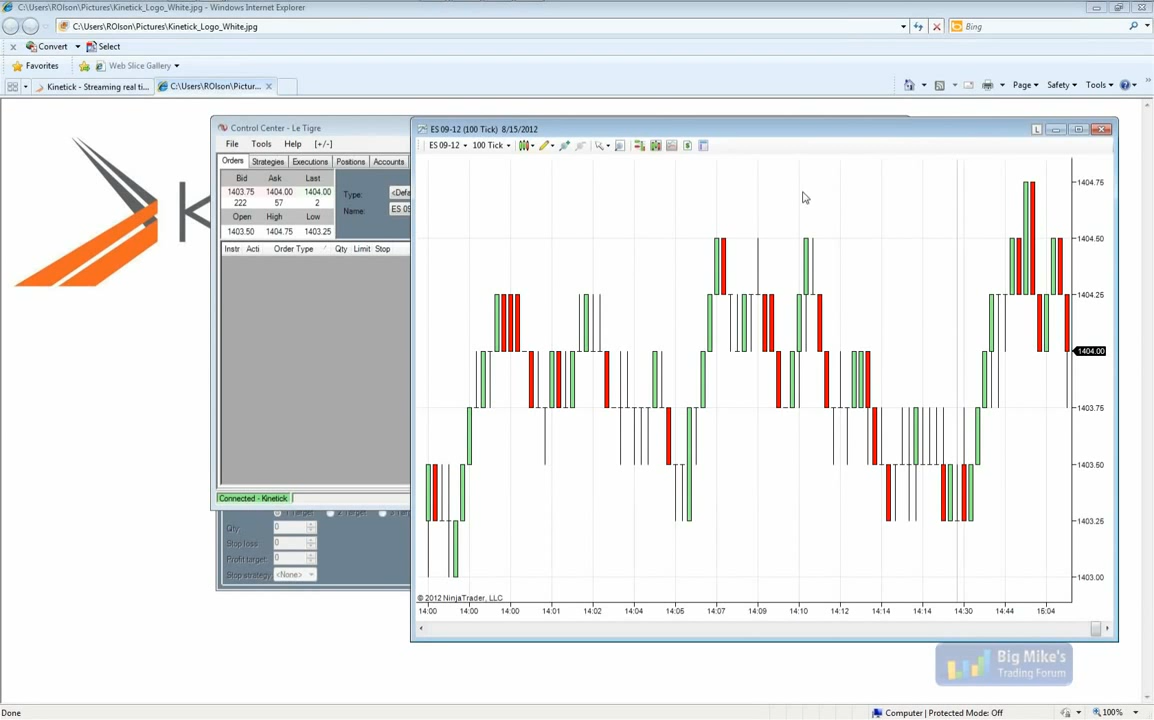 C:\Users\ROlson\Pictures\Kinetick_Logo_White.jpg - Windows Internet Explorer
C:\Users\ROlson\Pictures\Kinetick_Logo_White.jpg
Bing
Convert Select
Favorites Web Slice Gallery
Kinetick - Streaming real ti...
C:\Users\ROlson\Pictur...
Page Safety Tools
K
Control Center - Le Tigre
File Tools Help [+/-]
Orders Strategies Executions Positions Accounts
Bid Ask Last
1403.75 1404.00 1404.00
222 57 2
Open High Low
1403.50 1404.75 1403.25
Type: <Defa
Name: ES 09
Instr Acti Order Type Qty Limit Stop
Connected - Kinetick
Qty: 0
Stop loss: 0
Profit target: 0
Stop strategy: <None>
ES 09-12 (100 Tick) 8/15/2012
L
ES 09-12 100 Tick
1404.75
1404.50
1404.25
1404.00
1403.75
1403.50
1403.25
1403.00
© 2012 NinjaTrader, LLC
14:00 14:00 14:00 14:01 14:02 14:04 14:05 14:07 14:09 14:10 14:12 14:14 14:14 14:30 14:44 15:04
Big Mike's
Trading Forum
Done
Computer | Protected Mode: Off
100%